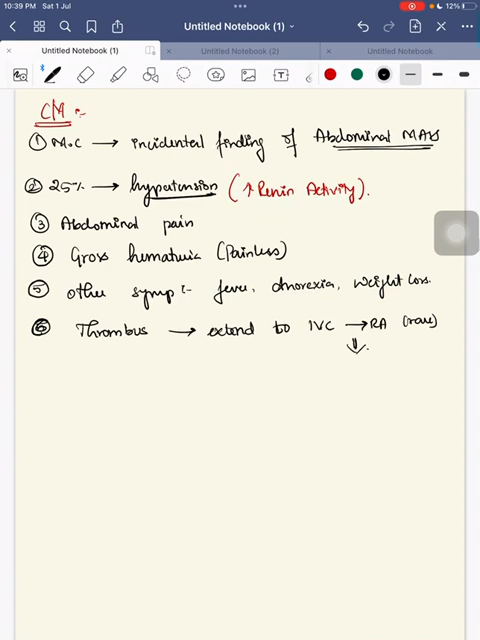 10:39 PM Sat 1 Jul 12%
Untitled Notebook (1)
Untitled Notebook (1) Untitled Notebook (2) Untitled Notebook
CM :-
① M.C → incidental finding of Abdominal MASS
② 25% → hypertension (↑ Renin Activity).
③ Abdominal pain
④ Gross hematuria (Painless)
⑤ other symp :- fever, Anorexia, Weight loss.
⑥ Thrombus → extend to IVC → RA (rare)
⇓